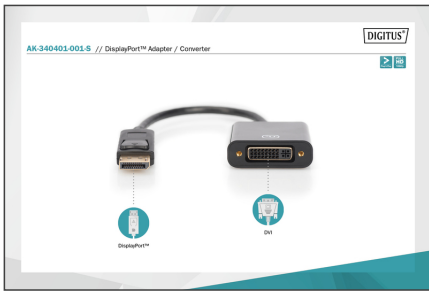 DIGITUS®
AK-340401-001-S // DisplayPort™ Adapter / Converter
DisplayPort™
DVI